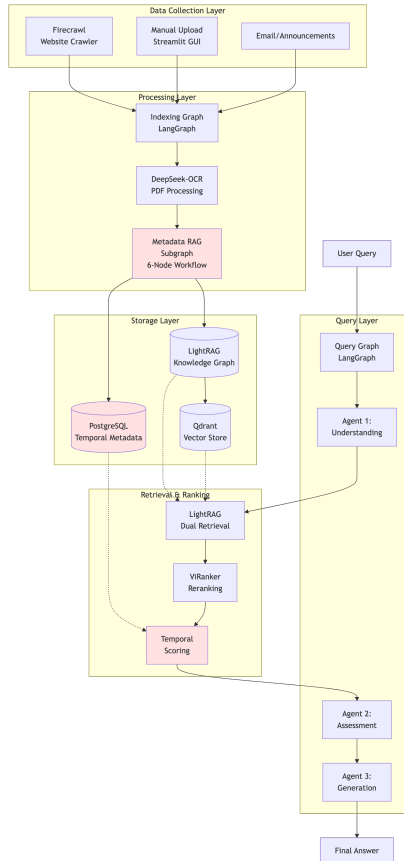 Data Collection Layer
Firecrawl
Website Crawler
Manual Upload
Streamlit GUI
Email/Announcements
Processing Layer
Indexing Graph
LangGraph
DeepSeek-OCR
PDF Processing
Metadata RAG
Subgraph
6-Node Workflow
User Query
Storage Layer
LightRAG
Knowledge Graph
PostgreSQL
Temporal Metadata
Qdrant
Vector Store
Query Layer
Query Graph
LangGraph
Agent 1:
Understanding
Retrieval & Ranking
LightRAG
Dual Retrieval
ViRanker
Reranking
Temporal
Scoring
Agent 2:
Assessment
Agent 3:
Generation
Final Answer